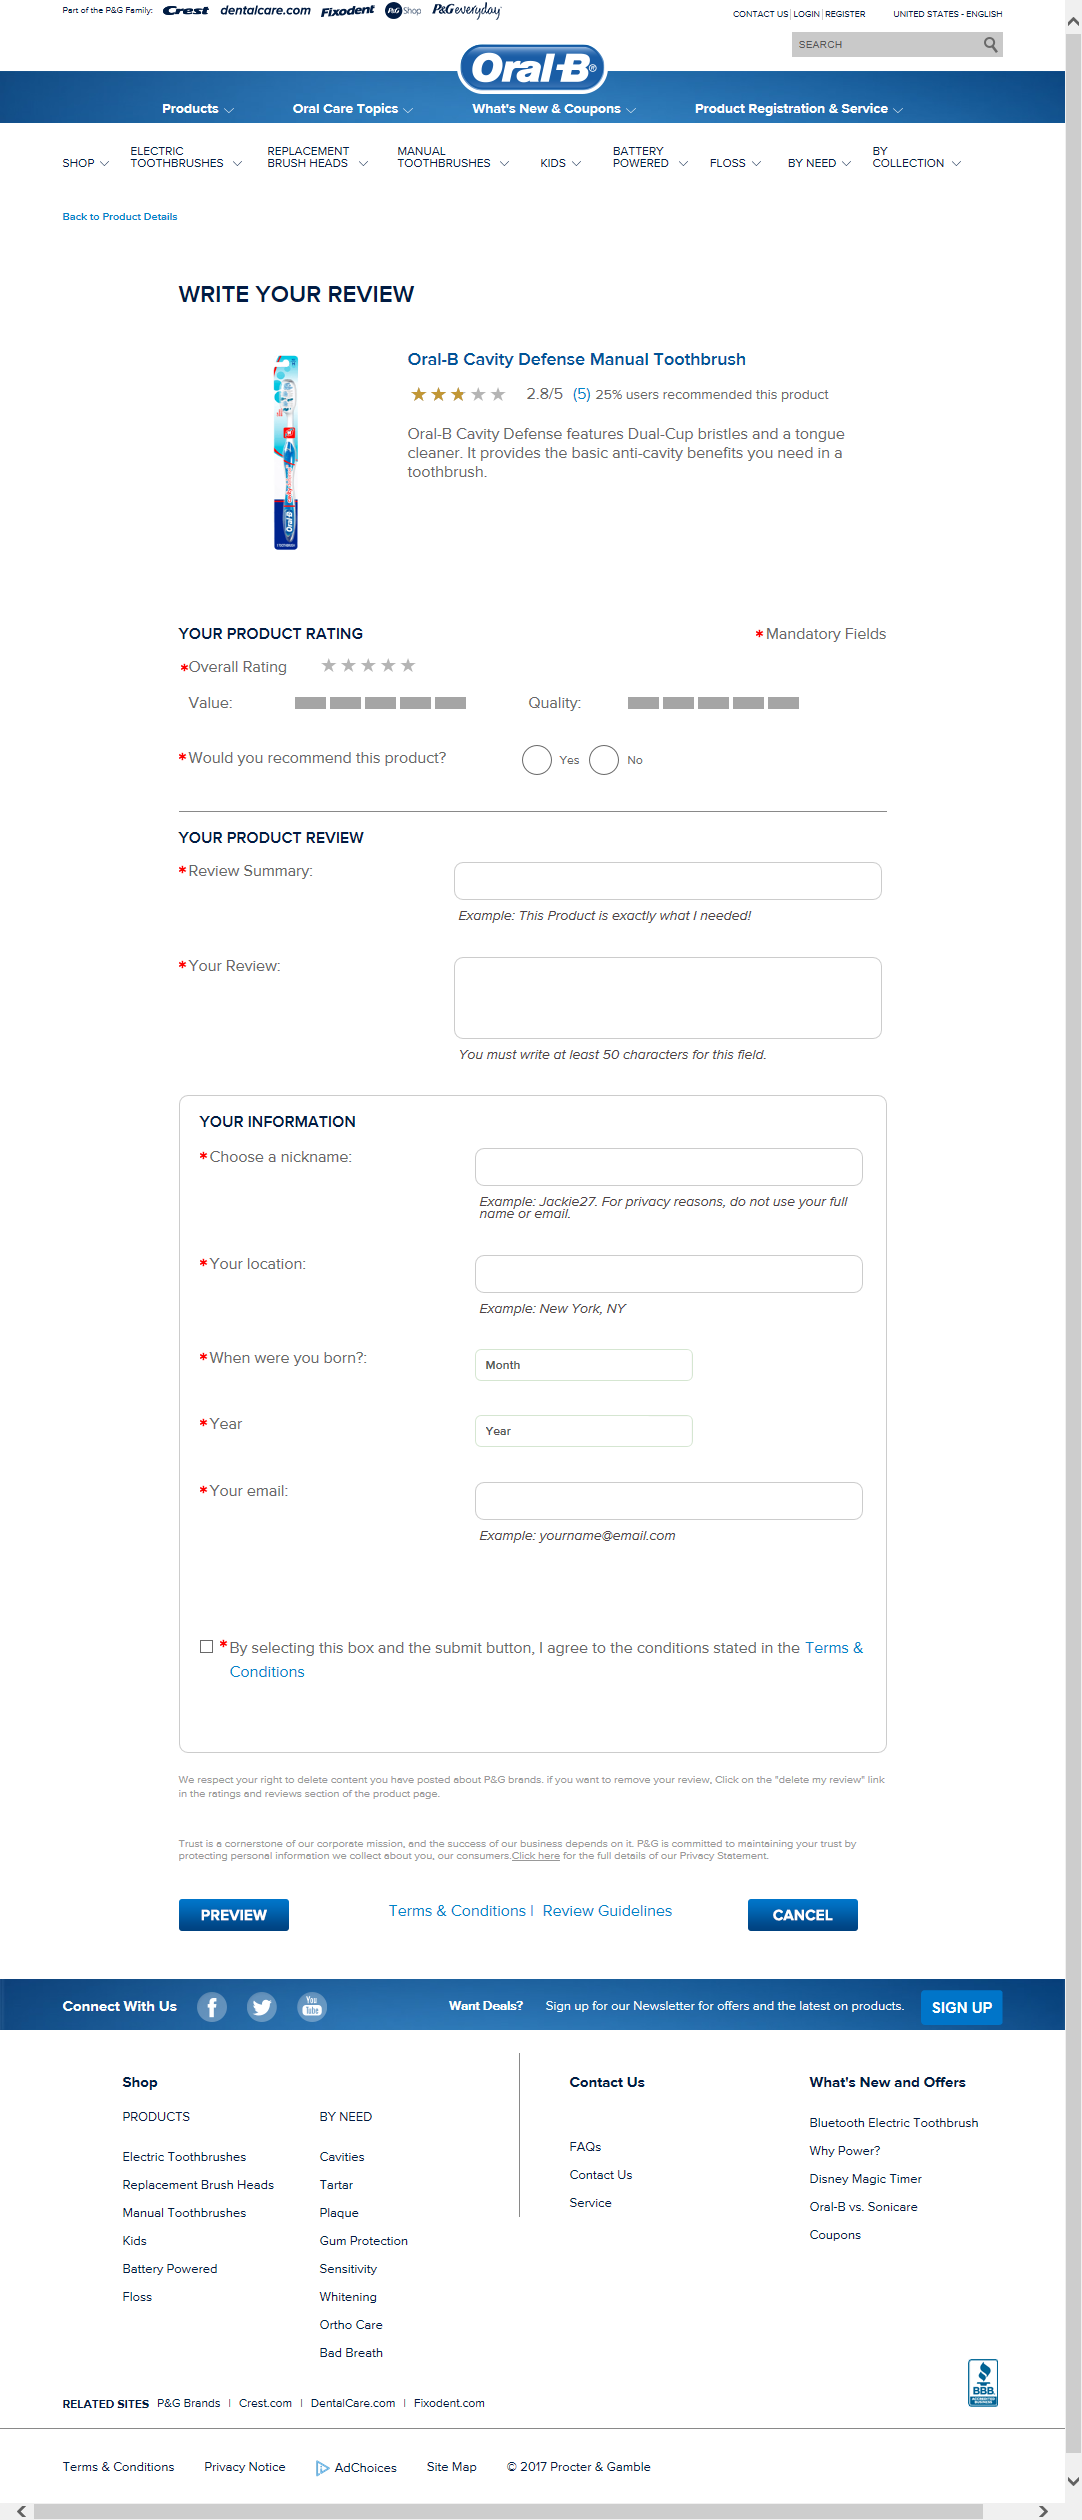 Part of the P&G Family: Crest dentalcare.com Fixodent P&G Shop P&G everyday
CONTACT US | LOGIN | REGISTER UNITED STATES - ENGLISH
SEARCH
Oral-B
Products Oral Care Topics What's New & Coupons Product Registration & Service
SHOP ELECTRIC TOOTHBRUSHES REPLACEMENT BRUSH HEADS MANUAL TOOTHBRUSHES KIDS BATTERY POWERED FLOSS BY NEED BY COLLECTION
Back to Product Details
WRITE YOUR REVIEW
Oral-B Cavity Defense Manual Toothbrush
2.8/5 (5) 25% users recommended this product
Oral-B Cavity Defense features Dual-Cup bristles and a tongue
cleaner. It provides the basic anti-cavity benefits you need in a
toothbrush.
Oral-B
YOUR PRODUCT RATING
*Mandatory Fields
*Overall Rating
Value: Quality:
*Would you recommend this product? Yes No
YOUR PRODUCT REVIEW
*Review Summary:
Example: This Product is exactly what I needed!
*Your Review:
You must write at least 50 characters for this field.
YOUR INFORMATION
*Choose a nickname:
Example: Jackie27. For privacy reasons, do not use your full
name or email.
*Your location:
Example: New York, NY
*When were you born?: Month
*Year Year
*Your email:
Example: yourname@email.com
*By selecting this box and the submit button, I agree to the conditions stated in the Terms &
Conditions
We respect your right to delete content you have posted about P&G brands. if you want to remove your review, Click on the "delete my review" link
in the ratings and reviews section of the product page.
Trust is a cornerstone of our corporate mission, and the success of our business depends on it. P&G is committed to maintaining your trust by
protecting personal information we collect about you, our consumers.Click here for the full details of our Privacy Statement.
PREVIEW Terms & Conditions | Review Guidelines CANCEL
Connect With Us You Tube Want Deals? Sign up for our Newsletter for offers and the latest on products. SIGN UP
Shop
PRODUCTS
Electric Toothbrushes
Replacement Brush Heads
Manual Toothbrushes
Kids
Battery Powered
Floss
BY NEED
Cavities
Tartar
Plaque
Gum Protection
Sensitivity
Whitening
Ortho Care
Bad Breath
Contact Us
FAQs
Contact Us
Service
What's New and Offers
Bluetooth Electric Toothbrush
Why Power?
Disney Magic Timer
Oral-B vs. Sonicare
Coupons
BBB
ACCREDITED
BUSINESS
RELATED SITES P&G Brands | Crest.com | DentalCare.com | Fixodent.com
Terms & Conditions Privacy Notice AdChoices Site Map © 2017 Procter & Gamble